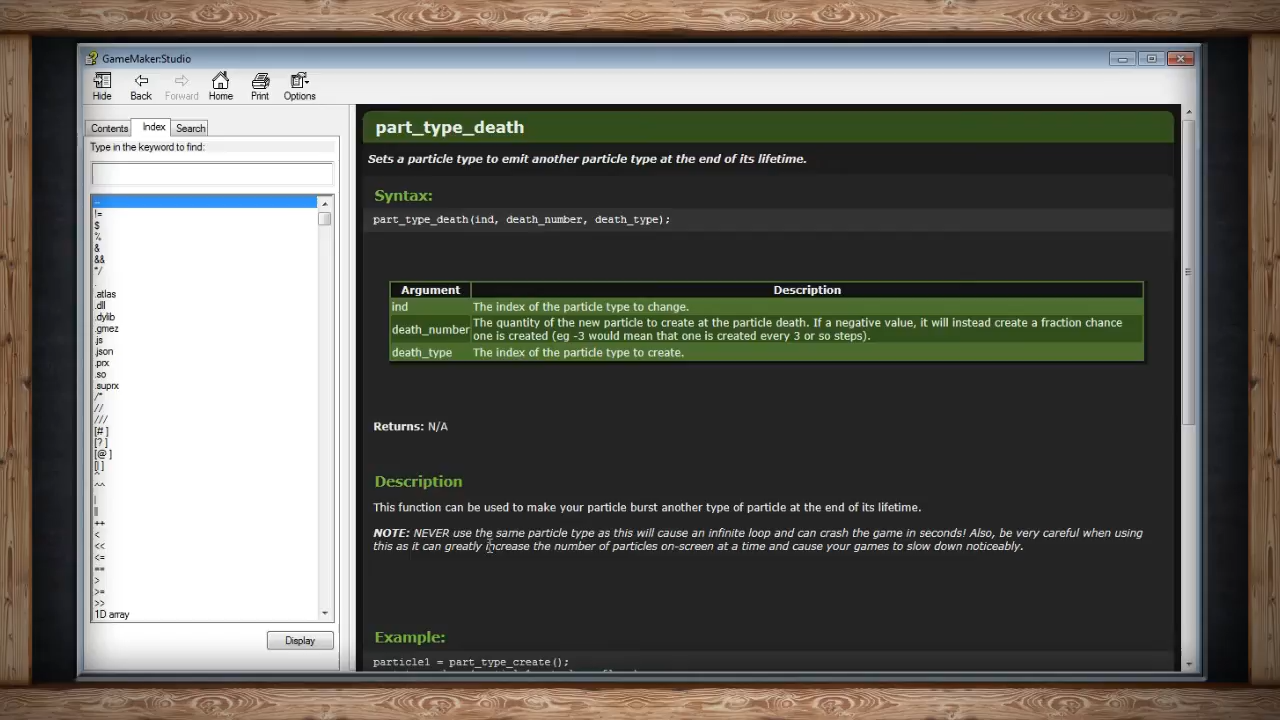 GameMaker:Studio
Hide Back Forward Home Print Options
Contents Index Search
Type in the keyword to find:
--
!=
$
%
&
&&
*/
.
.atlas
.dll
.dylib
.gmez
.js
.json
.prx
.so
.suprx
/*
//
///
[# ]
[? ]
[@ ]
[| ]
^
^^
|
||
++
<
<<
<=
==
>
>=
>>
1D array
Display
part_type_death
Sets a particle type to emit another particle type at the end of its lifetime.
Syntax:
part_type_death(ind, death_number, death_type);
Argument Description
ind The index of the particle type to change.
death_number The quantity of the new particle to create at the particle death. If a negative value, it will instead create a fraction chance
one is created (eg -3 would mean that one is created every 3 or so steps).
death_type The index of the particle type to create.
Returns: N/A
Description
This function can be used to make your particle burst another type of particle at the end of its lifetime.
NOTE: NEVER use the same particle type as this will cause an infinite loop and can crash the game in seconds! Also, be very careful when using
this as it can greatly increase the number of particles on-screen at a time and cause your games to slow down noticeably.
Example:
particle1 = part_type_create();